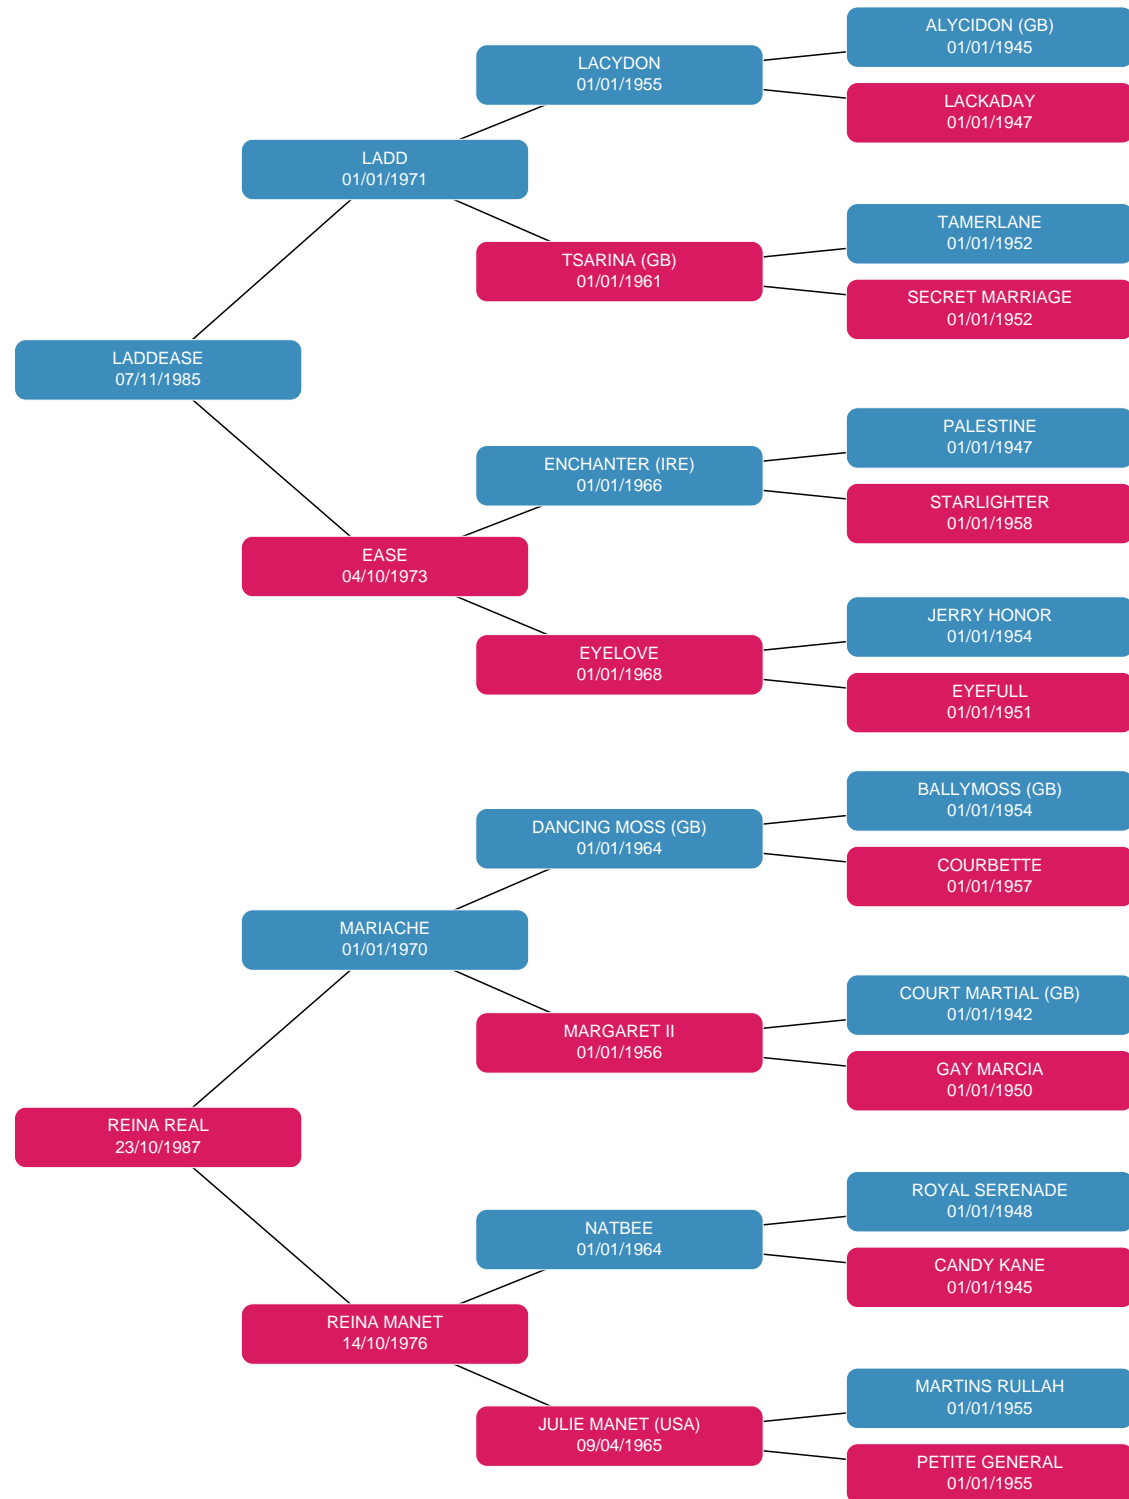 ALYCIDON (GB)
01/01/1945
LACYDON
01/01/1955
LACKADAY
01/01/1947
LADD
01/01/1971
TAMERLANE
01/01/1952
TSARINA (GB)
01/01/1961
SECRET MARRIAGE
01/01/1952
LADDEASE
07/11/1985
PALESTINE
01/01/1947
ENCHANTER (IRE)
01/01/1966
STARLIGHTER
01/01/1958
EASE
04/10/1973
JERRY HONOR
01/01/1954
EYELOVE
01/01/1968
EYEFULL
01/01/1951
BALLYMOSS (GB)
01/01/1954
DANCING MOSS (GB)
01/01/1964
COURBETTE
01/01/1957
MARIACHE
01/01/1970
COURT MARTIAL (GB)
01/01/1942
MARGARET II
01/01/1956
GAY MARCIA
01/01/1950
REINA REAL
23/10/1987
ROYAL SERENADE
01/01/1948
NATBEE
01/01/1964
CANDY KANE
01/01/1945
REINA MANET
14/10/1976
MARTINS RULLAH
01/01/1955
JULIE MANET (USA)
09/04/1965
PETITE GENERAL
01/01/1955